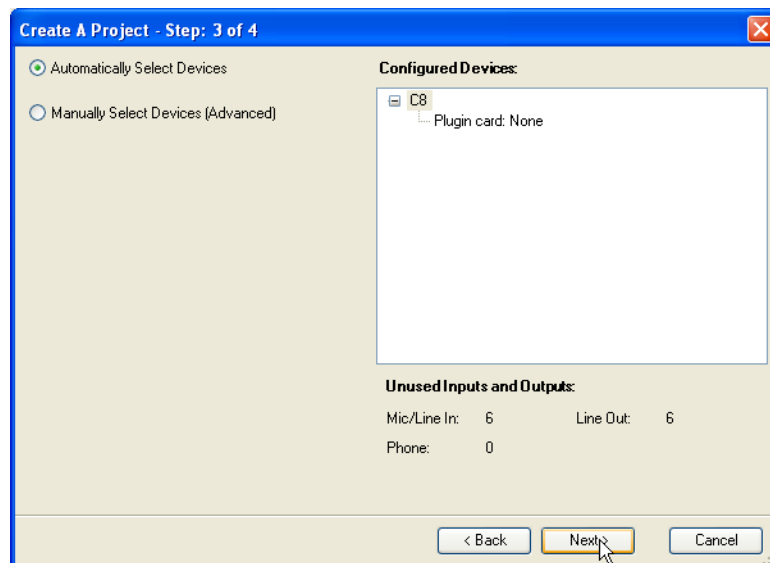 Create A Project - Step: 3 of 4
Automatically Select Devices
Manually Select Devices (Advanced)
Configured Devices:
C8
Plugin card: None
Unused Inputs and Outputs:
Mic/Line In: 6 Line Out: 6
Phone: 0
< Back Next > Cancel